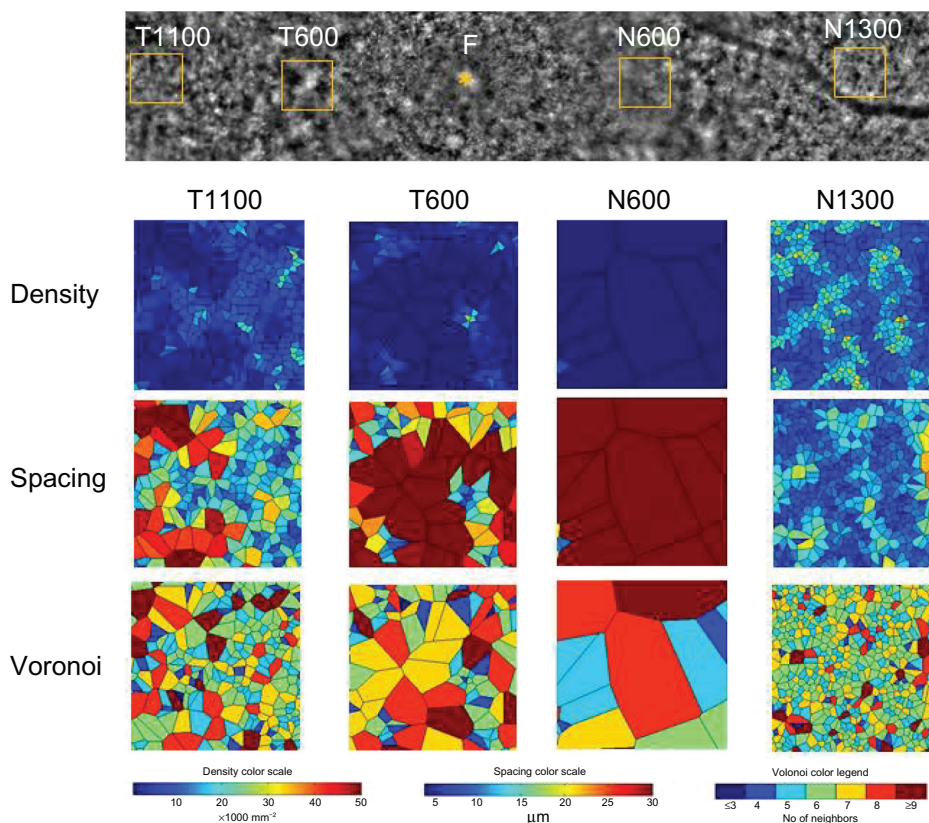 T1100 T600 F N600 N1300
T1100 T600 N600 N1300
Density
Spacing
Voronoi
Density color scale
10 20 30 40 50
×1000 mm⁻²
Spacing color scale
5 10 15 20 25 30
μm
Volonoi color legend
≤3 4 5 6 7 8 ≥9
No of neighbors